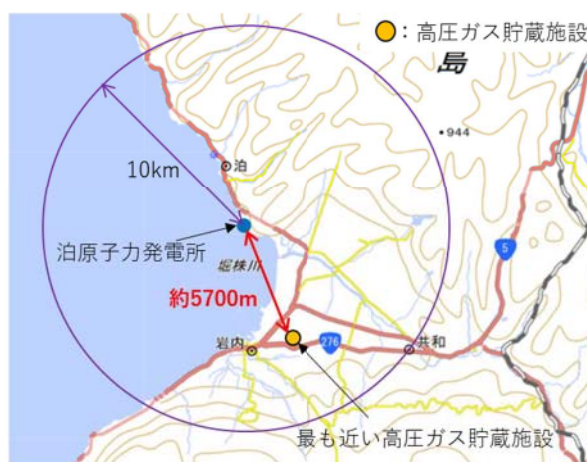 ：高圧ガス貯蔵施設
島
・944
10km
泊
泊原子力発電所
堀株川
5
約5700m
岩内
276
共和
最も近い高圧ガス貯蔵施設